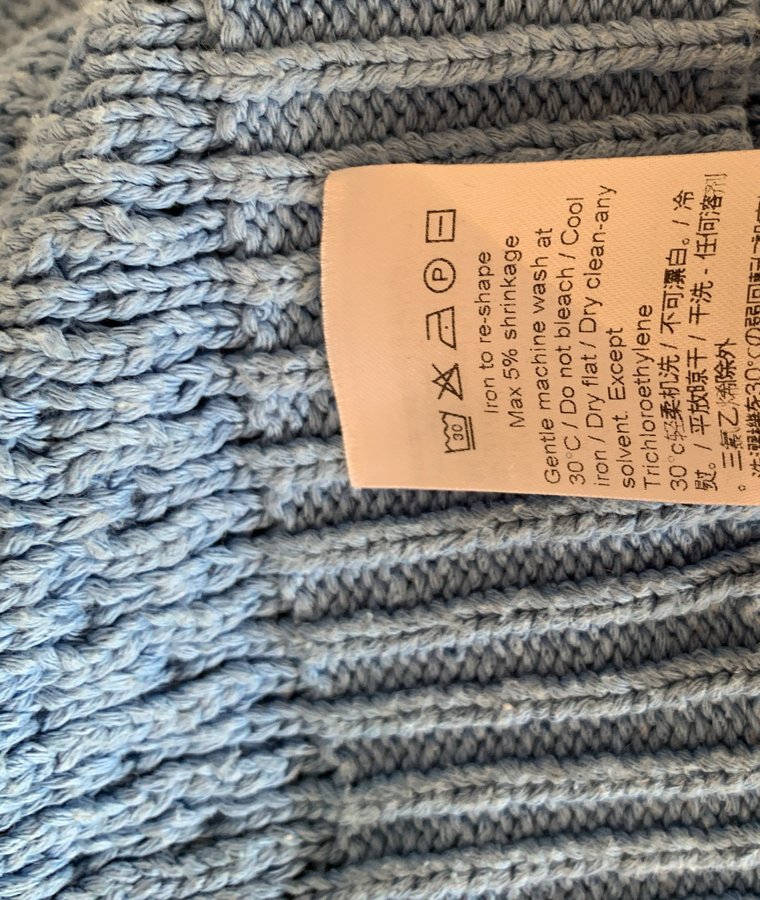 30 P
Iron to re-shape
Max 5% shrinkage
Gentle machine wash at
30°C / Do not bleach / Cool
iron / Dry flat / Dry clean-any
solvent. Except
Trichloroethylene
30°c轻柔机洗 / 不可漂白。 / 冷
熨。 / 平放晾干 / 干洗 - 任何溶剂
。三氯乙烯除外